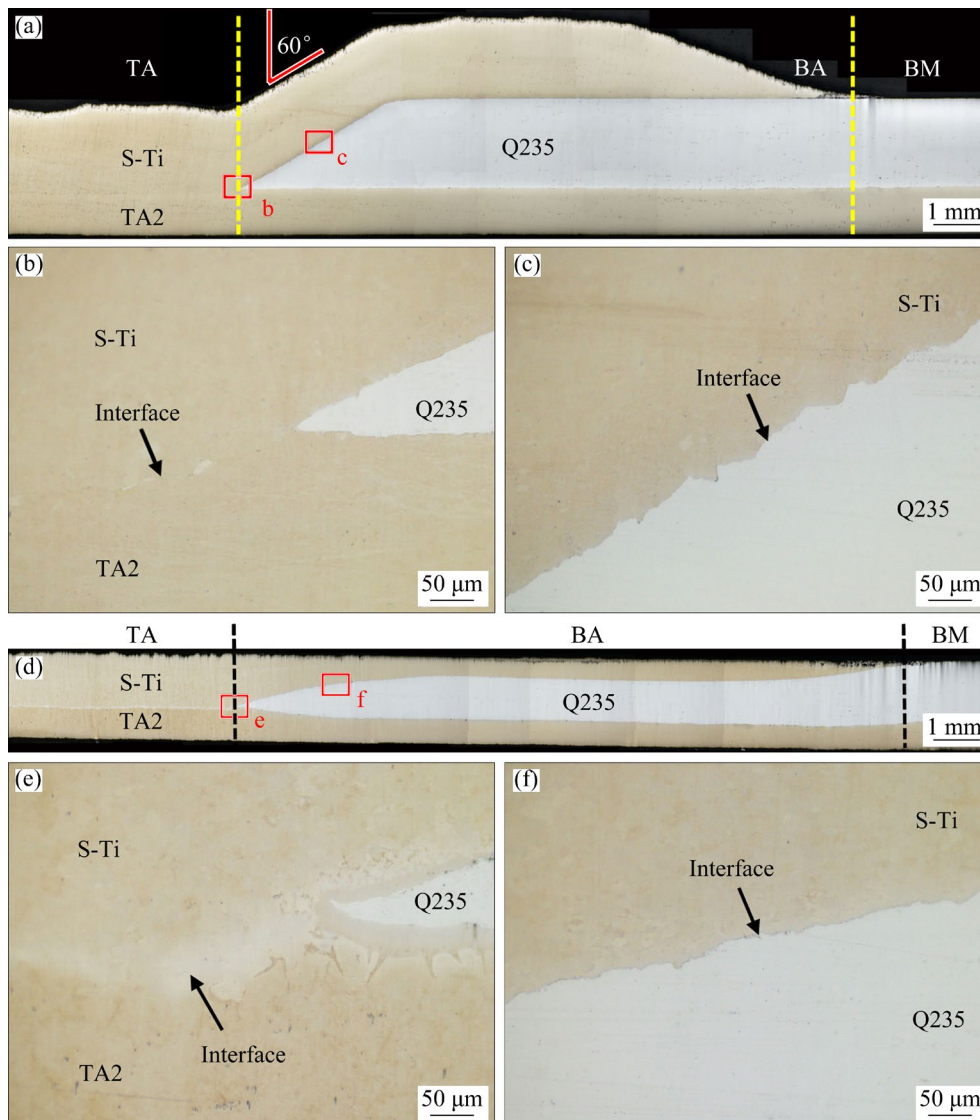 (a)
60°
TA
BA
BM
S-Ti
c
Q235
b
TA2
1 mm
(b)
S-Ti
Interface
Q235
TA2
50 μm
(c)
S-Ti
Interface
Q235
50 μm
TA
BA
BM
(d)
S-Ti
f
Q235
TA2
e
1 mm
(e)
S-Ti
Q235
Interface
TA2
50 μm
(f)
S-Ti
Interface
Q235
50 μm